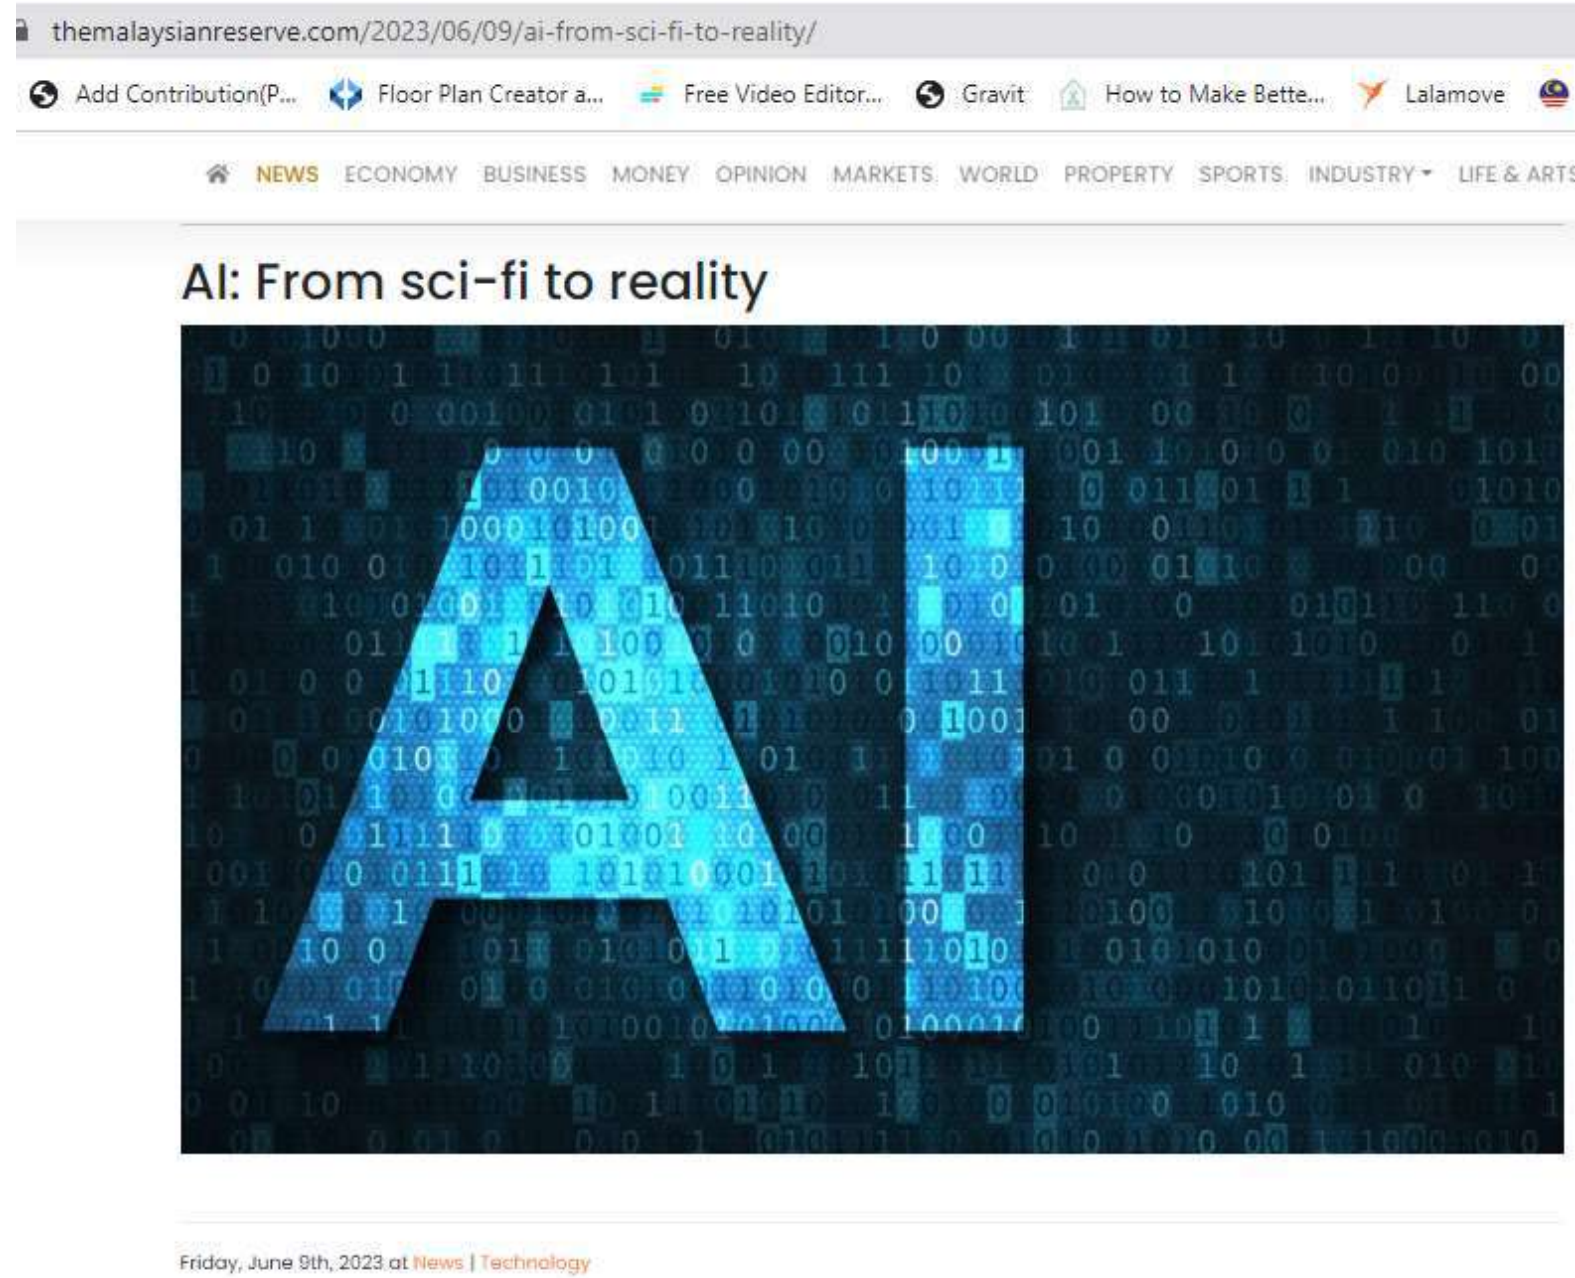 themalaysianreserve.com/2023/06/09/ai-from-sci-fi-to-reality/
Add Contribution(P... Floor Plan Creator a... Free Video Editor... Gravit How to Make Bette... Lalamove
NEWS ECONOMY BUSINESS MONEY OPINION MARKETS WORLD PROPERTY SPORTS INDUSTRY LIFE & ARTS
AI: From sci-fi to reality
AI
Friday, June 9th, 2023 at News | Technology